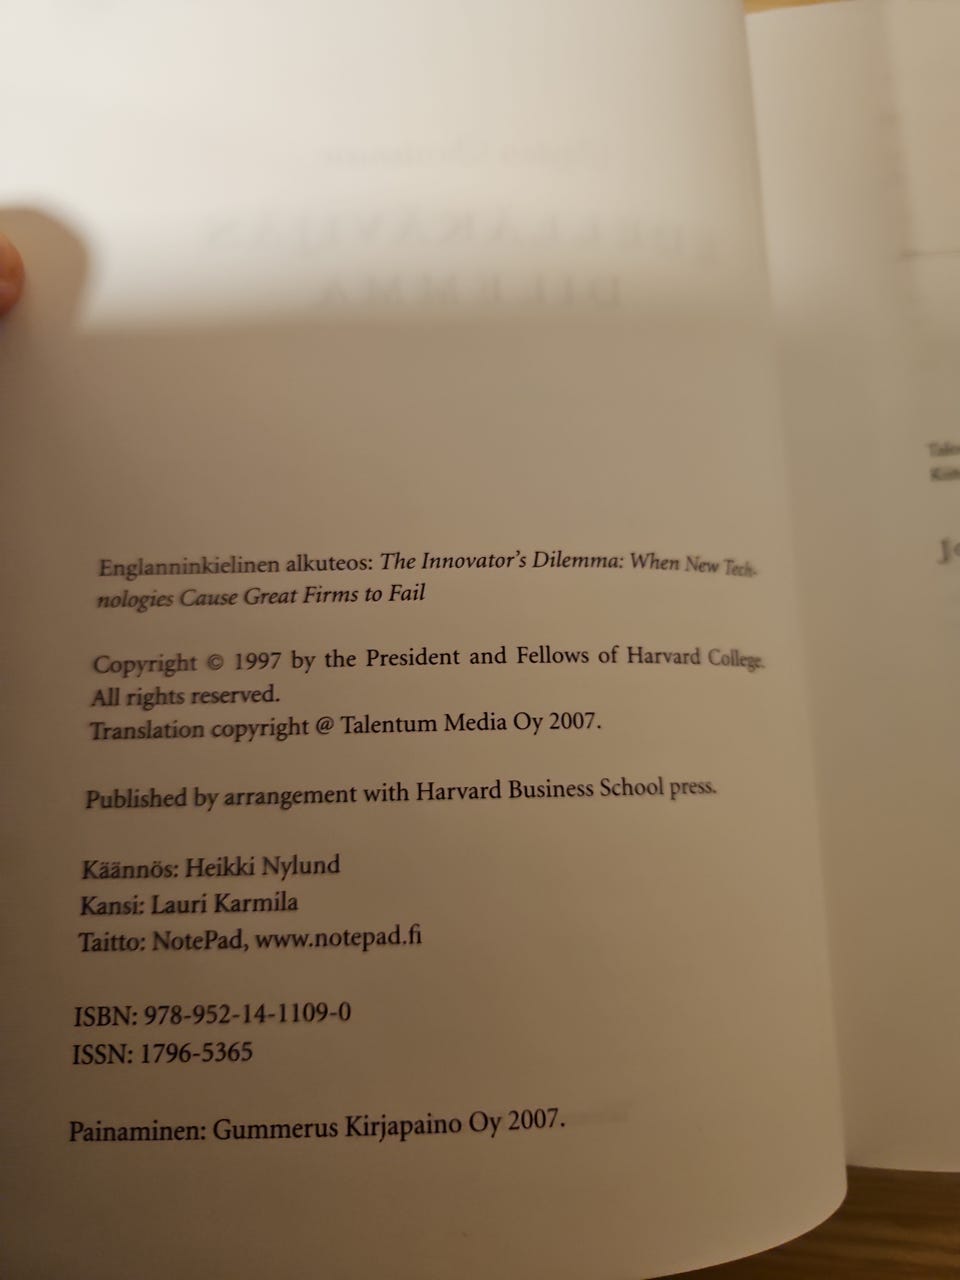 Englanninkielinen alkuteos: The Innovator's Dilemma: When New Tech-
nologies Cause Great Firms to Fail
Copyright © 1997 by the President and Fellows of Harvard College.
All rights reserved.
Translation copyright @ Talentum Media Oy 2007.
Published by arrangement with Harvard Business School press.
Käännös: Heikki Nylund
Kansi: Lauri Karmila
Taitto: NotePad, www.notepad.fi
ISBN: 978-952-14-1109-0
ISSN: 1796-5365
Painaminen: Gummerus Kirjapaino Oy 2007.